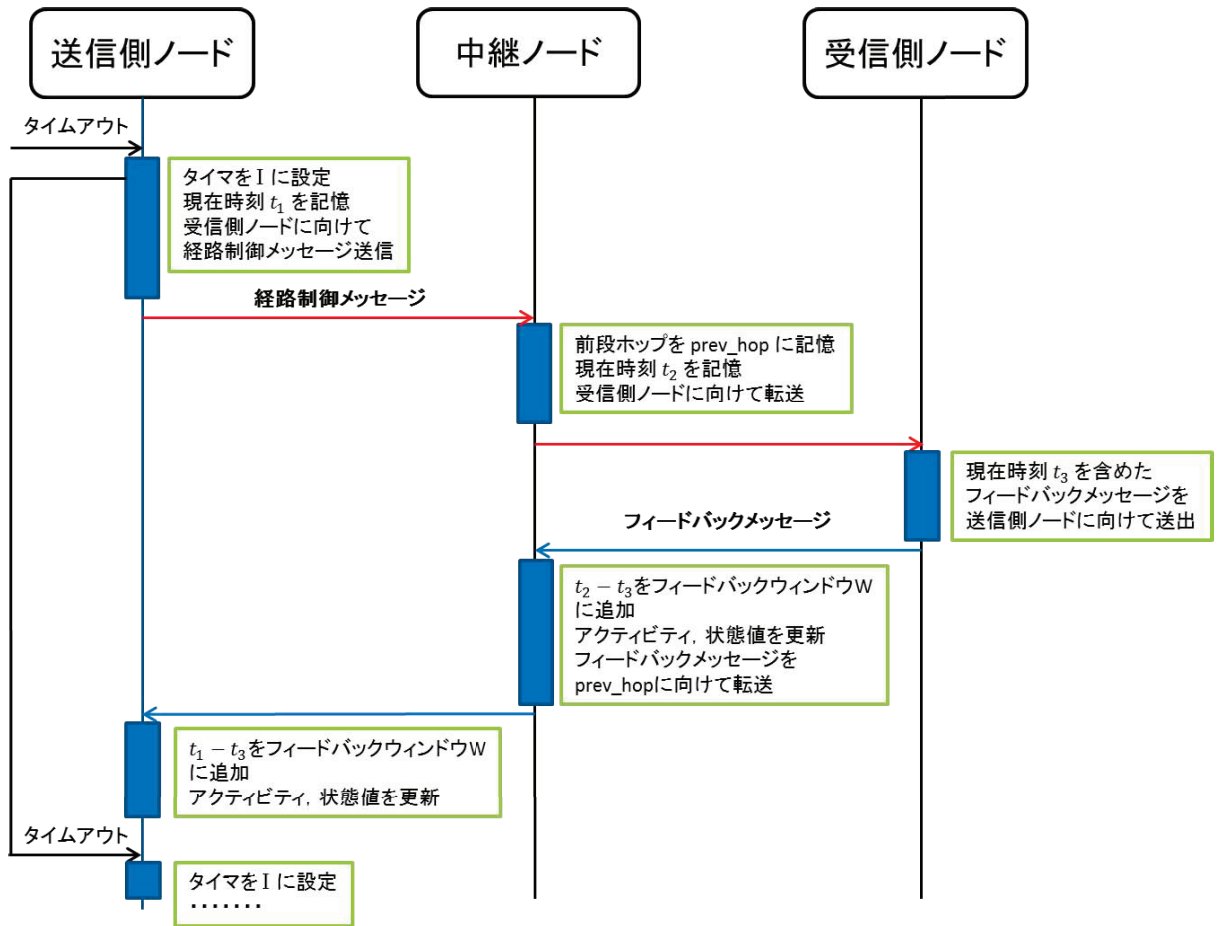 送信側ノード
中継ノード
受信側ノード
タイムアウト
タイマをI に設定
現在時刻 t₁ を記憶
受信側ノードに向けて
経路制御メッセージ送信
経路制御メッセージ
前段ホップを prev_hop に記憶
現在時刻 t₂ を記憶
受信側ノードに向けて転送
現在時刻 t₃ を含めた
フィードバックメッセージを
送信側ノードに向けて送出
フィードバックメッセージ
t₂ − t₃をフィードバックウィンドウW
に追加
アクティビティ, 状態値を更新
フィードバックメッセージを
prev_hopに向けて転送
t₁ − t₃をフィードバックウィンドウW
に追加
アクティビティ, 状態値を更新
タイムアウト
タイマをI に設定
・・・・・・・